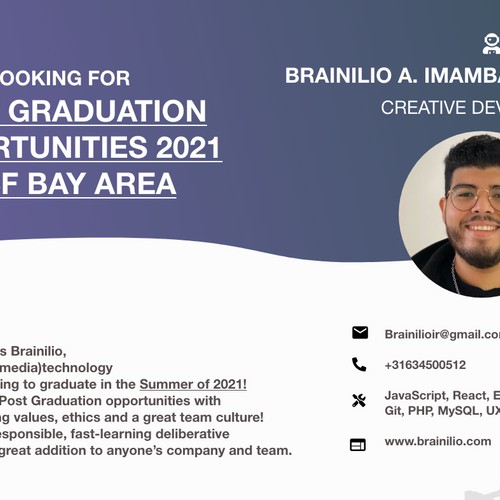 OOKING FOR
GRADUATION
RTUNITIES 2021
F BAY AREA
BRAINILIO A. IMAMBA
CREATIVE DEV
s Brainilio,
media)technology
ing to graduate in the Summer of 2021!
Post Graduation opportunities with
ng values, ethics and a great team culture!
esponsible, fast-learning deliberative
great addition to anyone's company and team.
Brainilioir@gmail.co
+31634500512
JavaScript, React, E
Git, PHP, MySQL, UX
www.brainilio.com